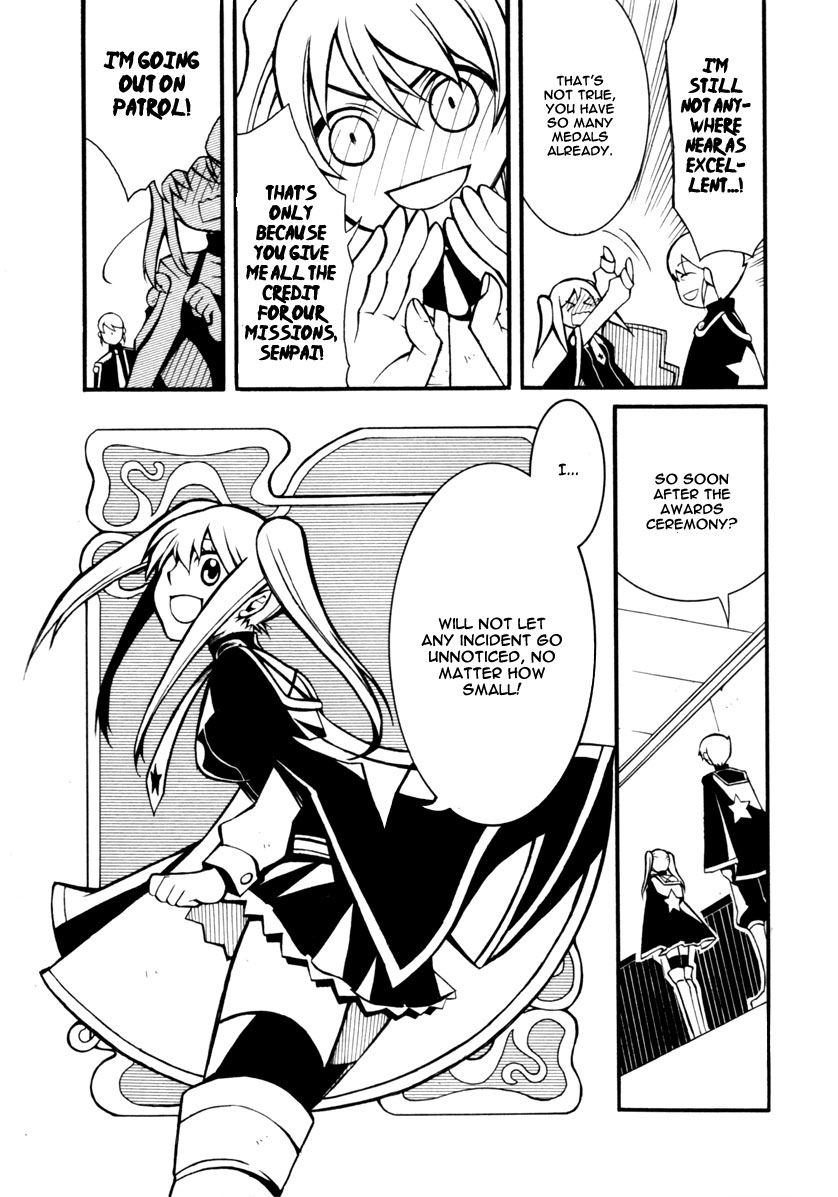 I'M
STILL
NOT ANY-
WHERE
NEAR AS
EXCEL-
LENT...!
THAT'S
NOT TRUE,
YOU HAVE
SO MANY
MEDALS
ALREADY.
THAT'S
ONLY
BECAUSE
YOU GIVE
ME ALL THE
CREDIT
FOR OUR
MISSIONS,
SENPAI!
I'M GOING
OUT ON
PATROL!
SO SOON
AFTER THE
AWARDS
CEREMONY?
I...
WILL NOT LET
ANY INCIDENT GO
UNNOTICED, NO
MATTER HOW
SMALL!